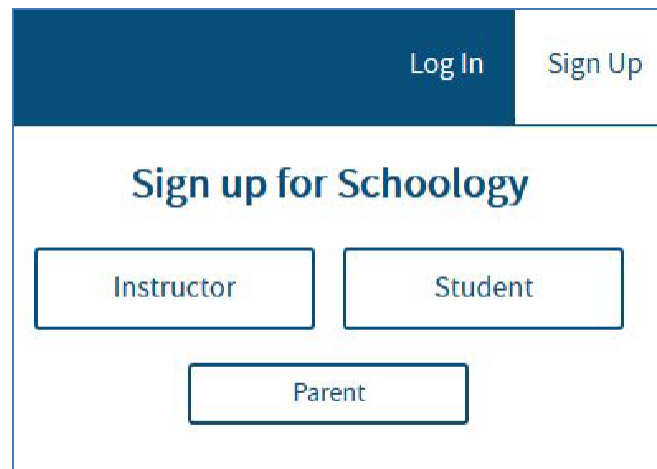 Log In Sign Up
Sign up for Schoology
Instructor Student
Parent